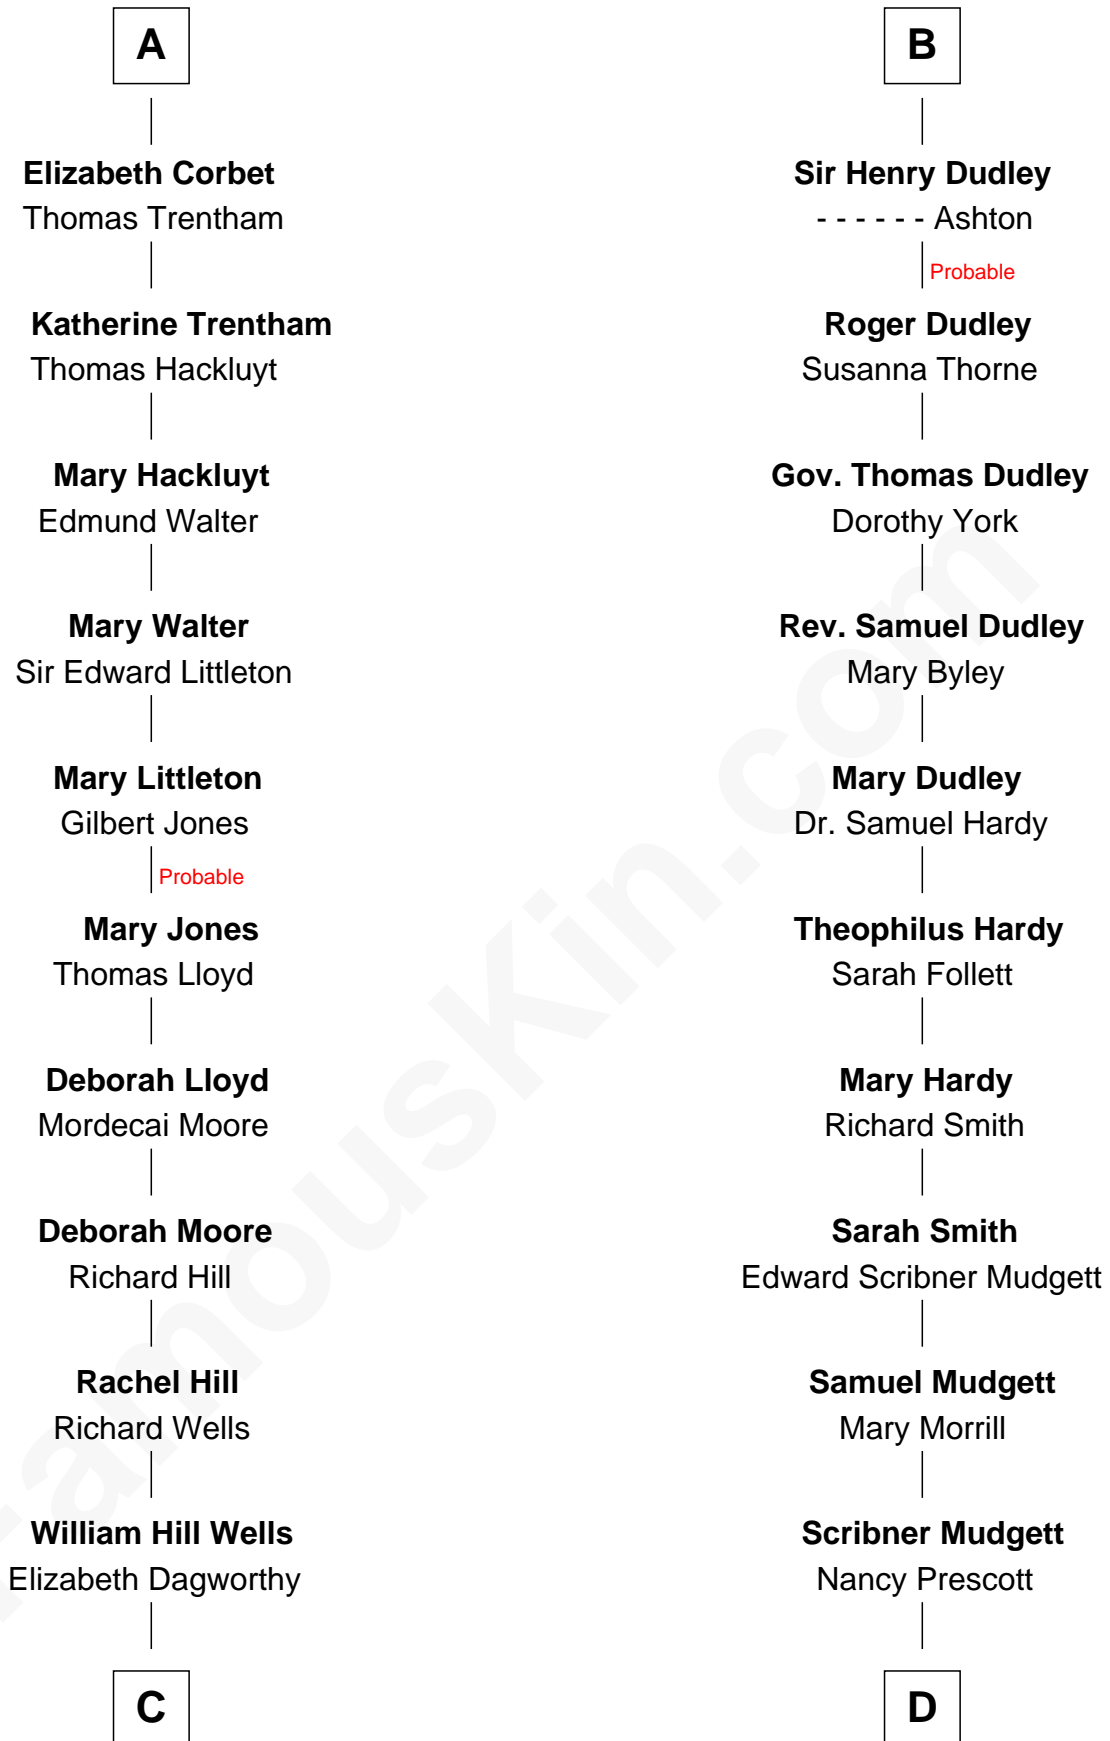 A
Elizabeth Corbet
Thomas Trentham
Katherine Trentham
Thomas Hackluyt
Mary Hackluyt
Edmund Walter
Mary Walter
Sir Edward Littleton
Mary Littleton
Gilbert Jones
Probable
Mary Jones
Thomas Lloyd
Deborah Lloyd
Mordecai Moore
Deborah Moore
Richard Hill
Rachel Hill
Richard Wells
William Hill Wells
Elizabeth Dagworthy
C
B
Sir Henry Dudley
- - - - - - Ashton
Probable
Roger Dudley
Susanna Thorne
Gov. Thomas Dudley
Dorothy York
Rev. Samuel Dudley
Mary Byley
Mary Dudley
Dr. Samuel Hardy
Theophilus Hardy
Sarah Follett
Mary Hardy
Richard Smith
Sarah Smith
Edward Scribner Mudgett
Samuel Mudgett
Mary Morrill
Scribner Mudgett
Nancy Prescott
D
FamousKin.com